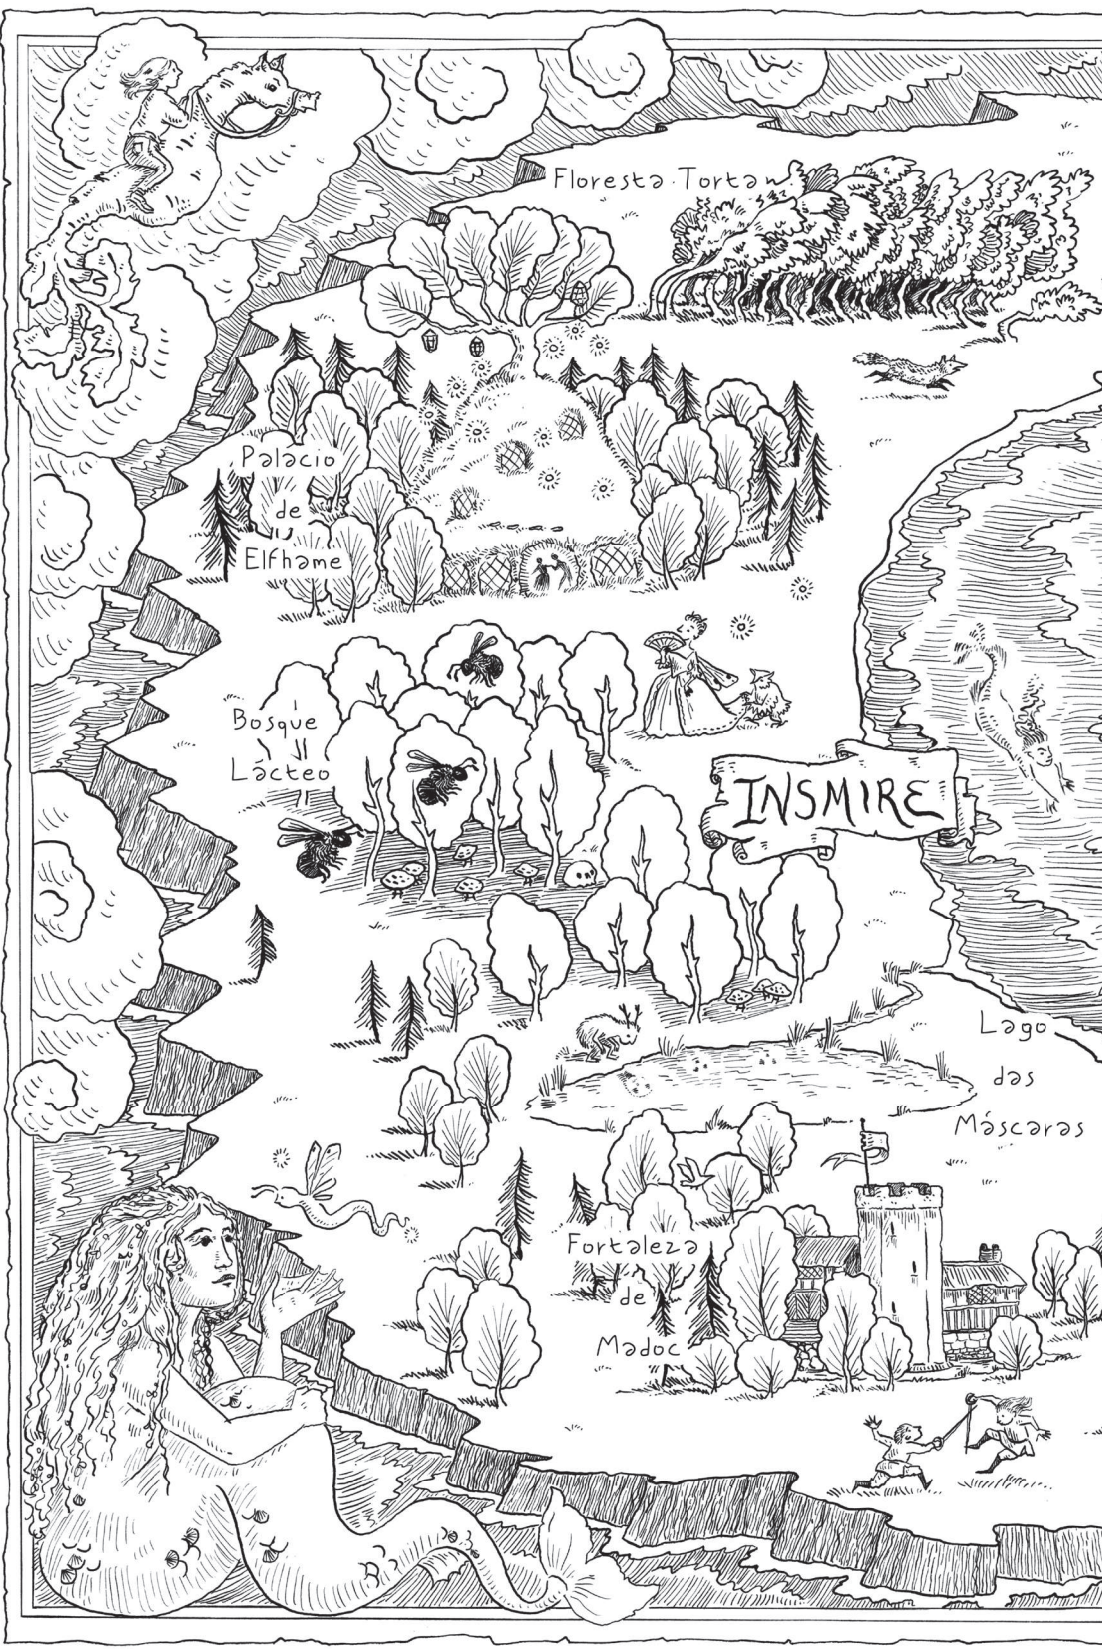 Floresta Torta
Palácio
de
Elfhame
Bosque
Lácteo
INSMIRE
Lago
das
Máscaras
Fortaleza
de
Madoc